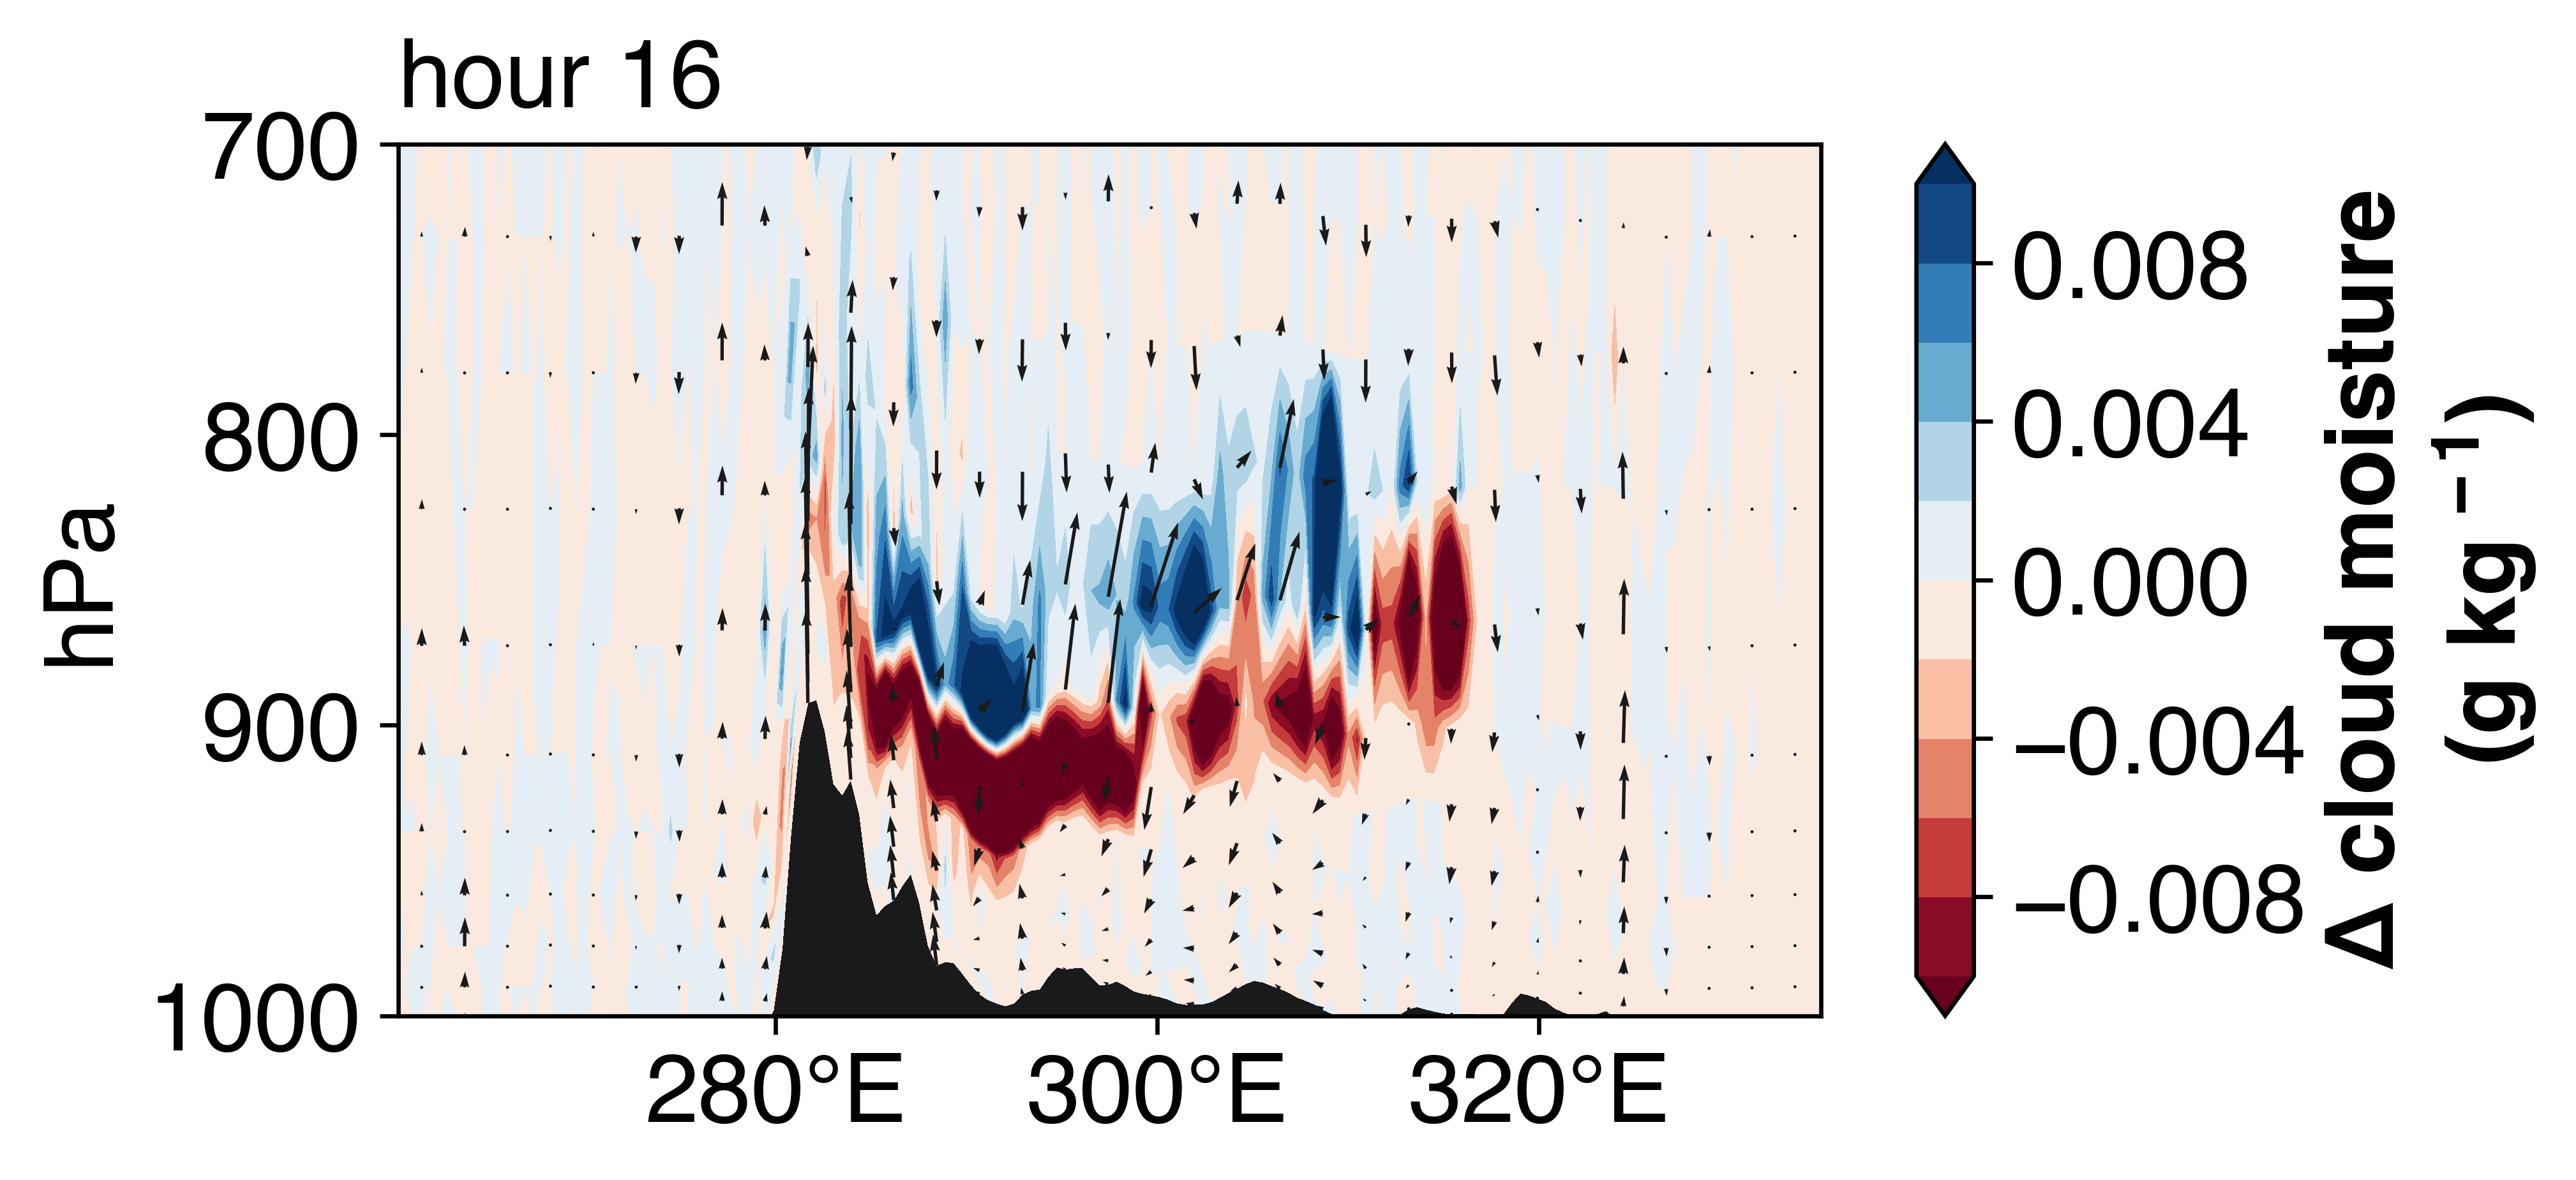 hour 16
700
800
900
1000
hPa
280°E
300°E
320°E
0.008
0.004
0.000
−0.004
−0.008
Δ cloud moisture
(g kg⁻¹)